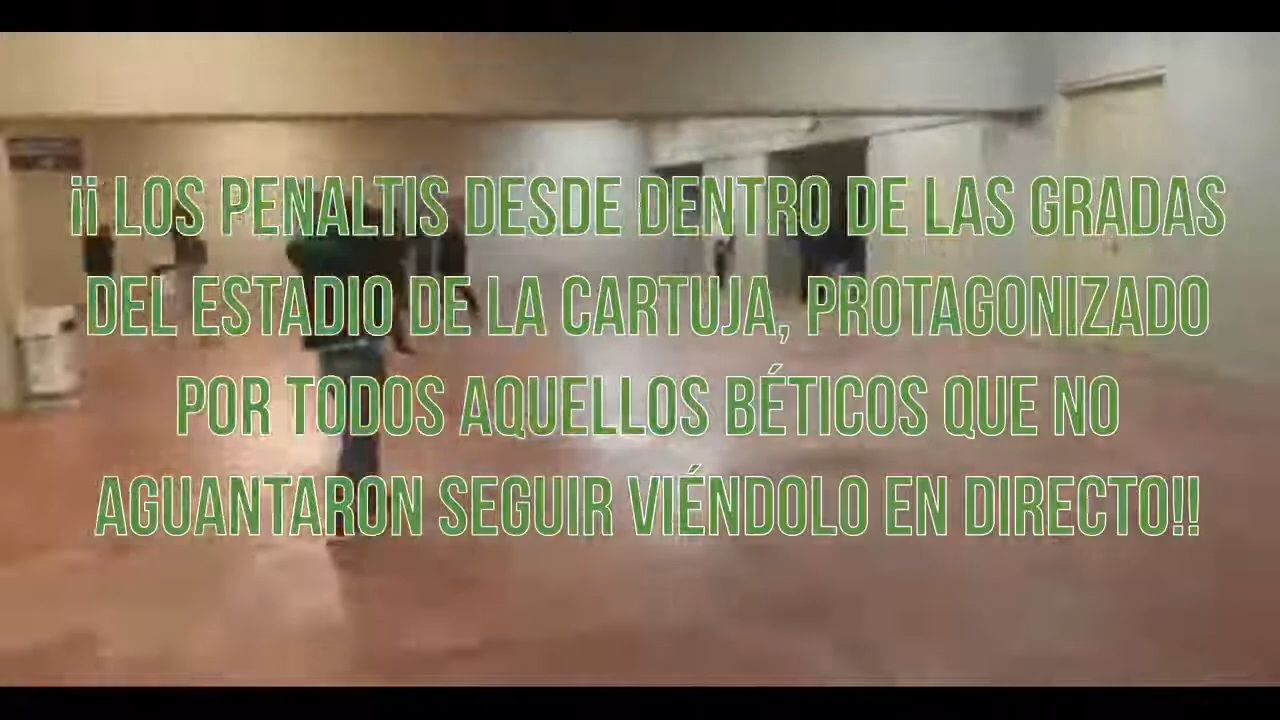 ¡¡ LOS PENALTIS DESDE DENTRO DE LAS GRADAS
DEL ESTADIO DE LA CARTUJA, PROTAGONIZADO
POR TODOS AQUELLOS BÉTICOS QUE NO
AGUANTARON SEGUIR VIÉNDOLO EN DIRECTO!!